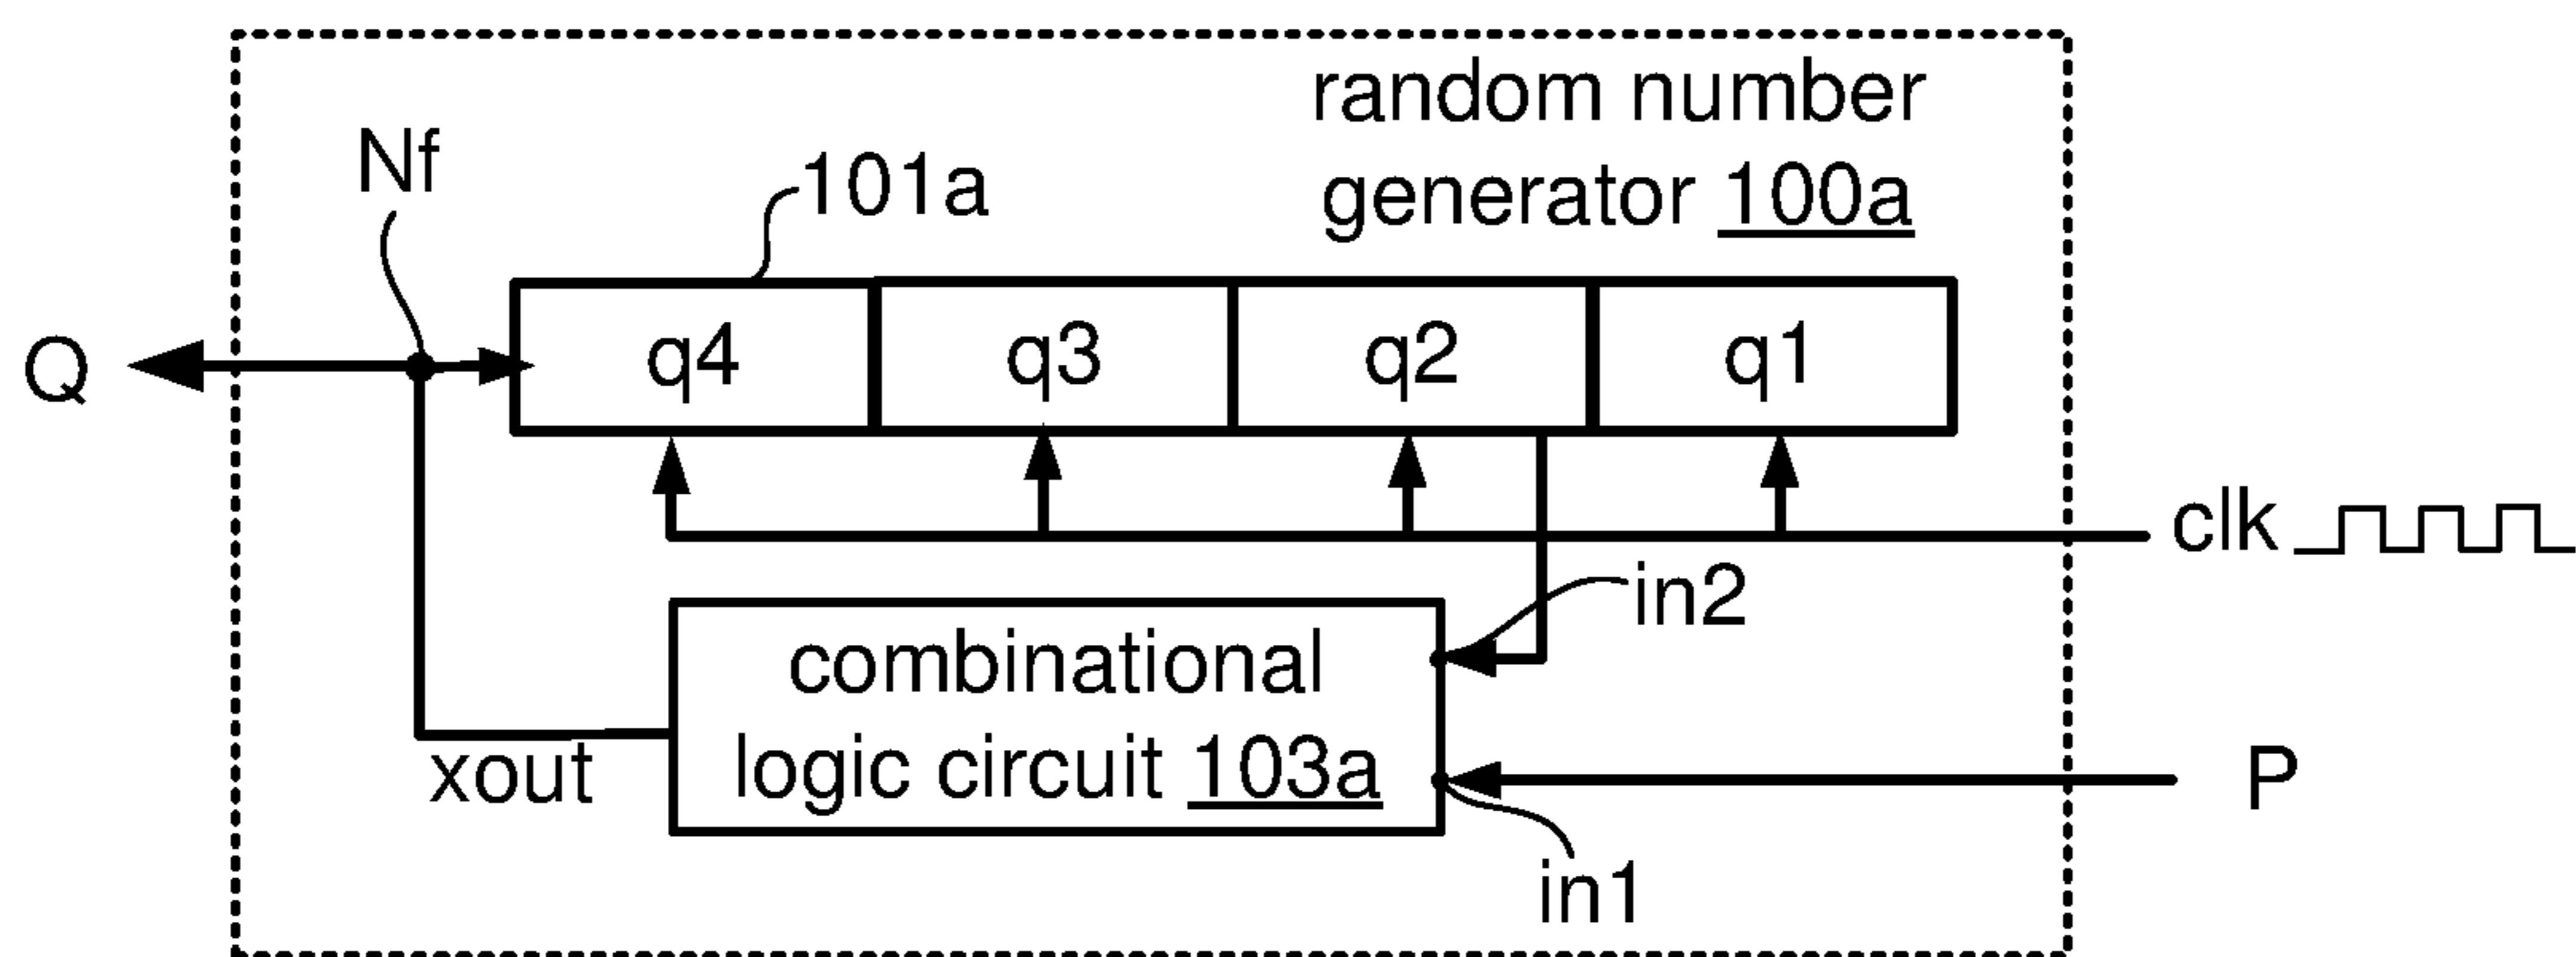 random number
generator 100a
Nf
101a
Q
q4
q3
q2
q1
clk
in2
combinational
logic circuit 103a
xout
P
in1